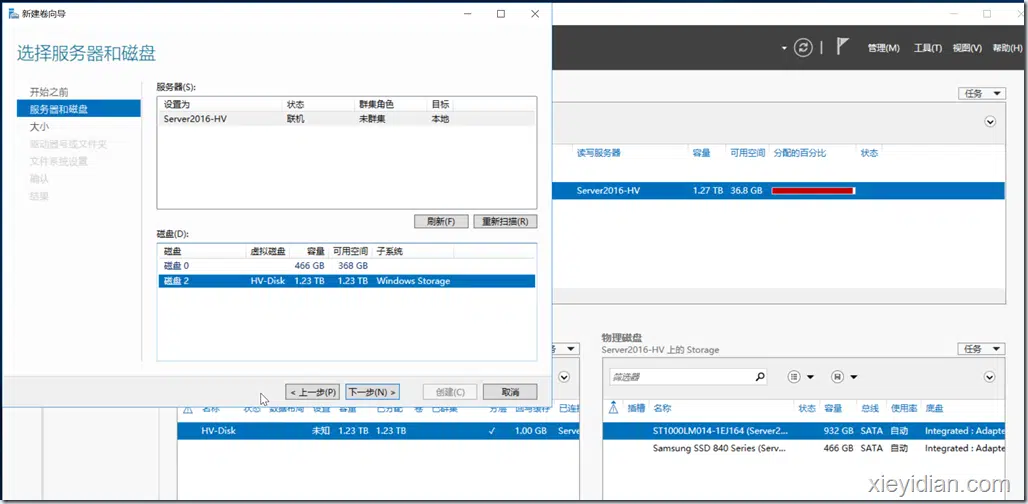 新建卷向导
选择服务器和磁盘
开始之前
服务器和磁盘
大小
驱动器号或文件夹
文件系统设置
确认
结果
服务器(S):
设置为 状态 群集角色 目标
Server2016-HV 联机 未群集 本地
刷新(F) 重新扫描(R)
磁盘(D):
磁盘 虚拟磁盘 容量 可用空间 子系统
磁盘 0 466 GB 368 GB
磁盘 2 HV-Disk 1.23 TB 1.23 TB Windows Storage
< 上一步(P) 下一步(N) > 创建(C) 取消
管理(M) 工具(T) 视图(V) 帮助(H)
任务
读写服务器 容量 可用空间 分配的百分比 状态
Server2016-HV 1.27 TB 36.8 GB
物理磁盘
Server2016-HV 上的 Storage
任务
筛选器
名称 状态 数据布局 设置 容量 已分配 卷 已群集 分层 回写缓存 已连
HV-Disk 未知 1.23 TB 1.23 TB ✓ 1.00 GB Serve
插槽 名称 状态 容量 总线 使用率 底盘
ST1000LM014-1EJ164 (Server2... 932 GB SATA 自动 Integrated : Adapte
Samsung SSD 840 Series (Serv... 466 GB SATA 自动 Integrated : Adapte
xieyidian.com